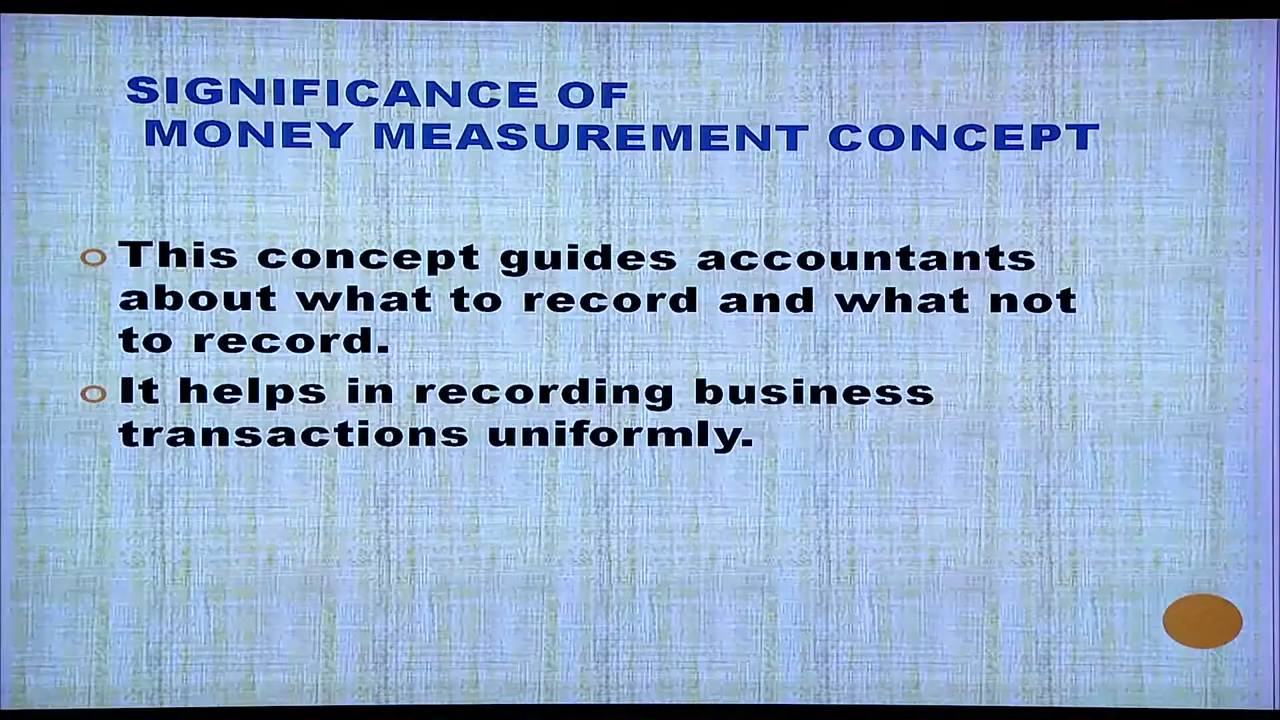 SIGNIFICANCE OF
MONEY MEASUREMENT CONCEPT
This concept guides accountants
about what to record and what not
to record.
It helps in recording business
transactions uniformly.